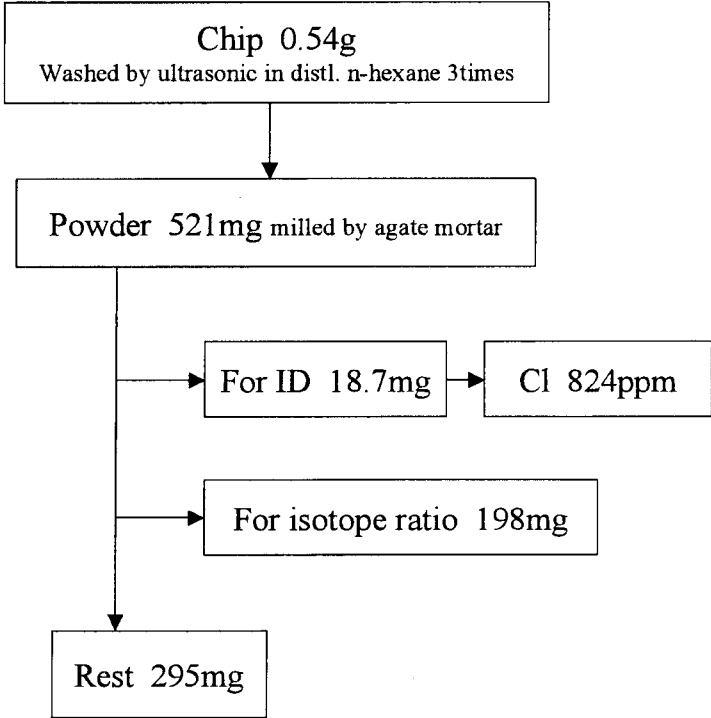 Chip 0.54g
Washed by ultrasonic in distl. n-hexane 3times
Powder 521mg milled by agate mortar
For ID 18.7mg
Cl 824ppm
For isotope ratio 198mg
Rest 295mg